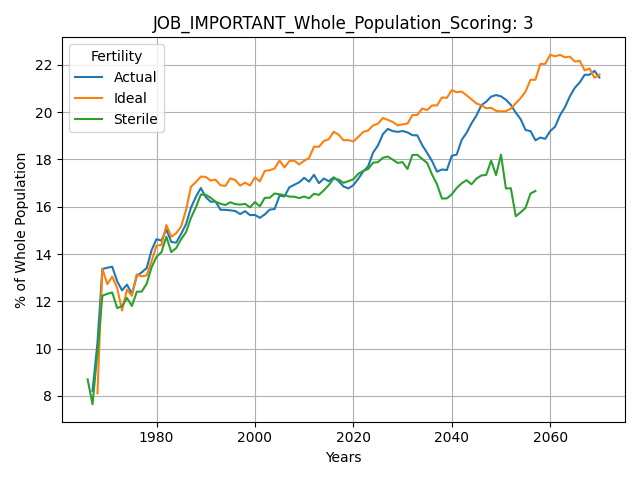 JOB_IMPORTANT_Whole_Population_Scoring: 3
Fertility
Actual
Ideal
Sterile
% of Whole Population
22
20
18
16
14
12
10
8
1980 2000 2020 2040 2060
Years